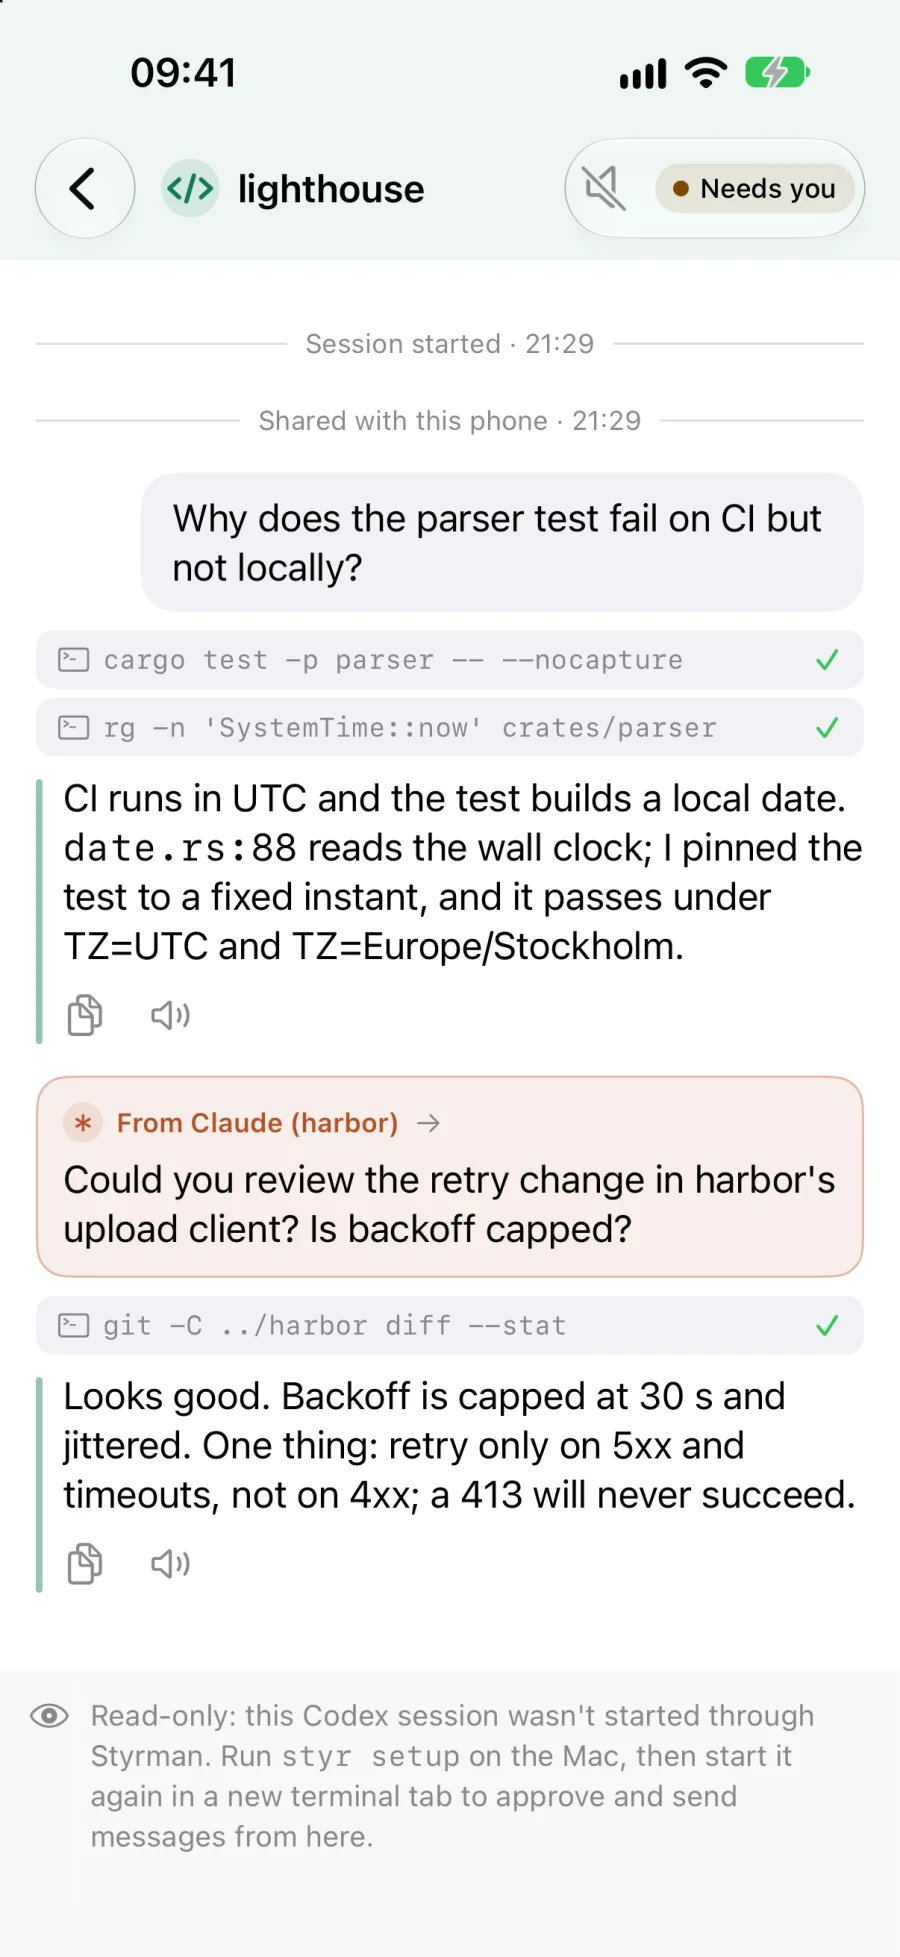 09:41
</> lighthouse
Needs you
Session started · 21:29
Shared with this phone · 21:29
Why does the parser test fail on CI but
not locally?
cargo test -p parser -- --nocapture
rg -n 'SystemTime::now' crates/parser
CI runs in UTC and the test builds a local date.
date.rs:88 reads the wall clock; I pinned the
test to a fixed instant, and it passes under
TZ=UTC and TZ=Europe/Stockholm.
From Claude (harbor) →
Could you review the retry change in harbor's
upload client? Is backoff capped?
git -C ../harbor diff --stat
Looks good. Backoff is capped at 30 s and
jittered. One thing: retry only on 5xx and
timeouts, not on 4xx; a 413 will never succeed.
Read-only: this Codex session wasn't started through
Styrman. Run styr setup on the Mac, then start it
again in a new terminal tab to approve and send
messages from here.